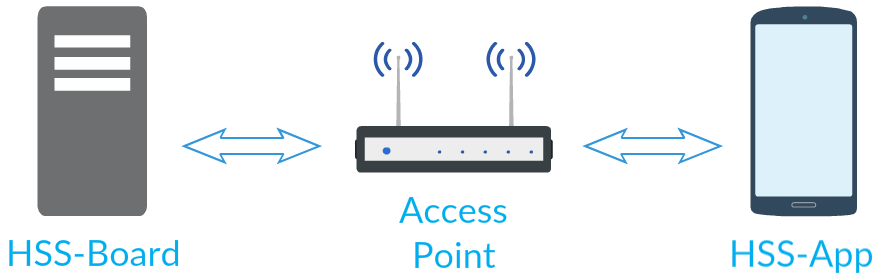 HSS-Board
Access
Point
HSS-App